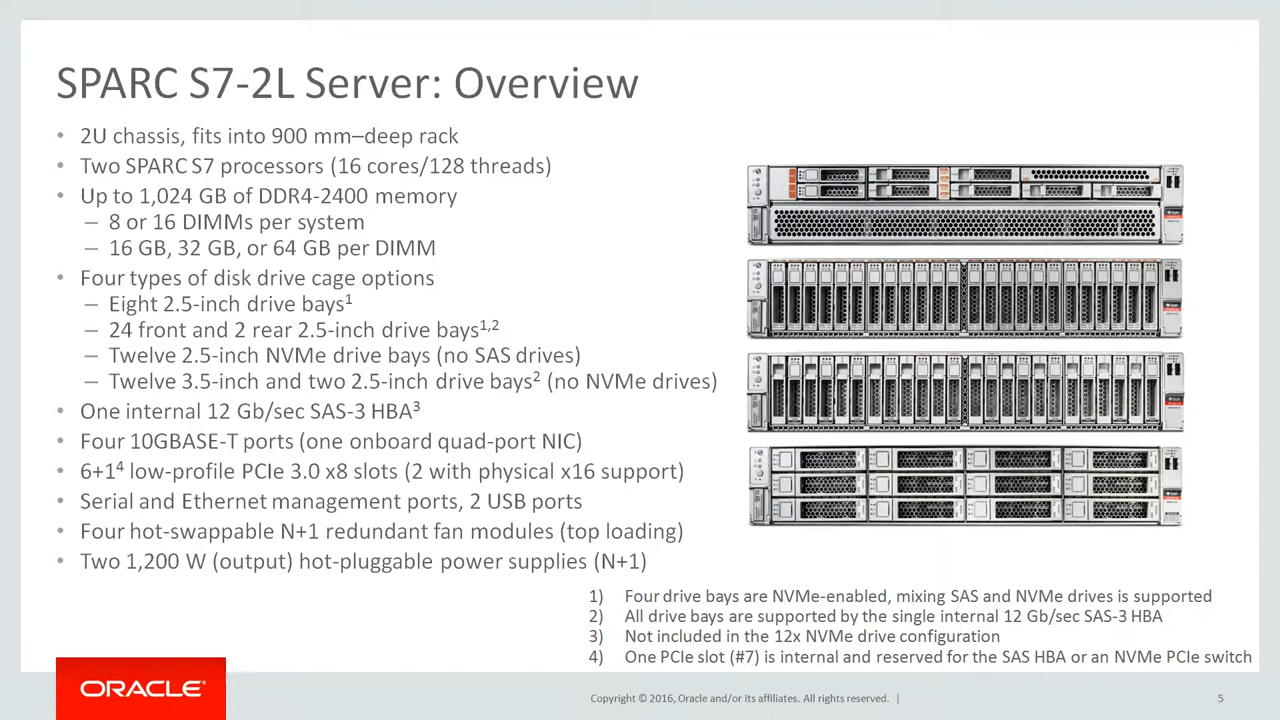 SPARC S7-2L Server: Overview
• 2U chassis, fits into 900 mm–deep rack
• Two SPARC S7 processors (16 cores/128 threads)
• Up to 1,024 GB of DDR4-2400 memory
– 8 or 16 DIMMs per system
– 16 GB, 32 GB, or 64 GB per DIMM
• Four types of disk drive cage options
– Eight 2.5-inch drive bays¹
– 24 front and 2 rear 2.5-inch drive bays¹,²
– Twelve 2.5-inch NVMe drive bays (no SAS drives)
– Twelve 3.5-inch and two 2.5-inch drive bays² (no NVMe drives)
• One internal 12 Gb/sec SAS-3 HBA³
• Four 10GBASE-T ports (one onboard quad-port NIC)
• 6+1⁴ low-profile PCIe 3.0 x8 slots (2 with physical x16 support)
• Serial and Ethernet management ports, 2 USB ports
• Four hot-swappable N+1 redundant fan modules (top loading)
• Two 1,200 W (output) hot-pluggable power supplies (N+1)
1) Four drive bays are NVMe-enabled, mixing SAS and NVMe drives is supported
2) All drive bays are supported by the single internal 12 Gb/sec SAS-3 HBA
3) Not included in the 12x NVMe drive configuration
4) One PCIe slot (#7) is internal and reserved for the SAS HBA or an NVMe PCIe switch
ORACLE®
Copyright © 2016, Oracle and/or its affiliates. All rights reserved. |
5